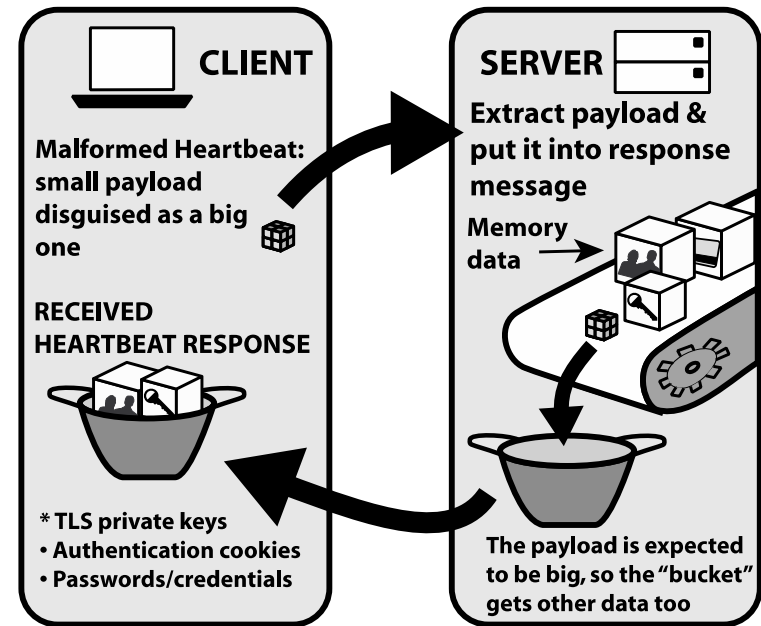 CLIENT
Malformed Heartbeat:
small payload
disguised as a big
one
RECEIVED
HEARTBEAT RESPONSE
* TLS private keys
• Authentication cookies
• Passwords/credentials
SERVER
Extract payload &
put it into response
message
Memory
data
The payload is expected
to be big, so the “bucket”
gets other data too